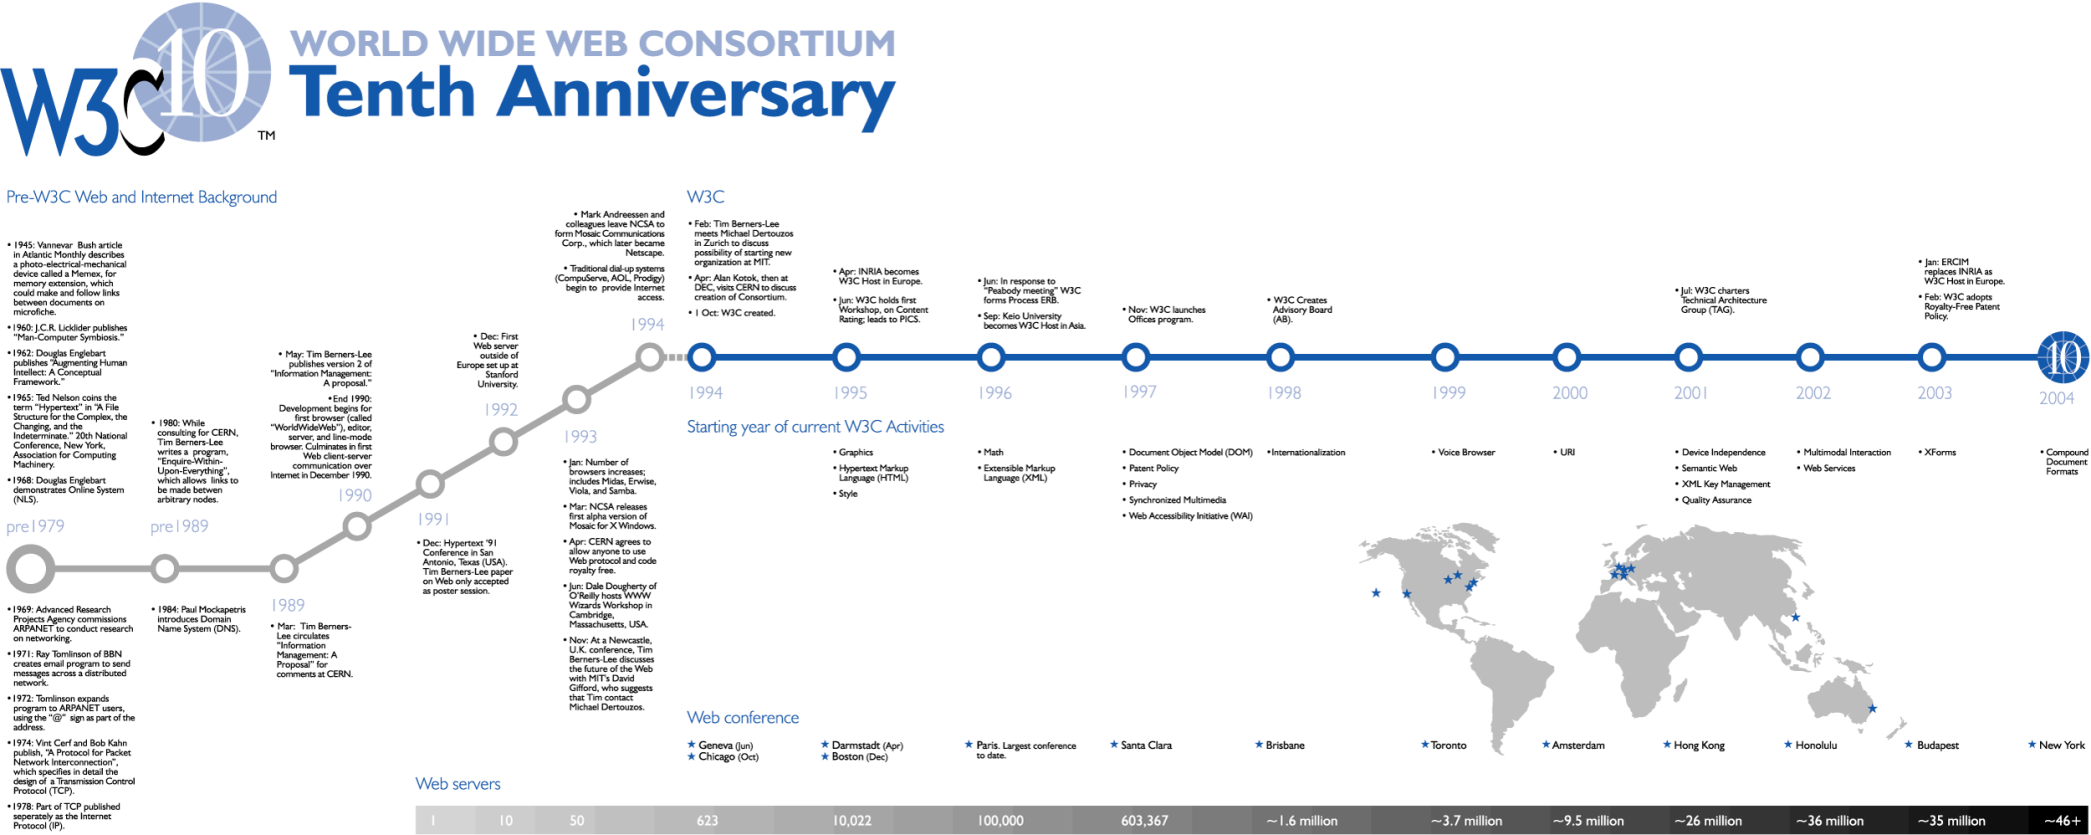 W3C 10 TM
WORLD WIDE WEB CONSORTIUM
Tenth Anniversary
Pre-W3C Web and Internet Background
• 1945: Vannevar Bush article
in Atlantic Monthly describes
a photo-electrical-mechanical
device called a Memex, for
memory extension, which
could make and follow links
between documents on
microfiche.
• 1960: J.C.R. Licklider publishes
"Man-Computer Symbiosis."
• 1962: Douglas Englebart
publishes "Augmenting Human
Intellect: A Conceptual
Framework."
• 1965: Ted Nelson coins the
term "Hypertext" in "A File
Structure for the Complex, the
Changing, and the
Indeterminate." 20th National
Conference, New York,
Association for Computing
Machinery.
• 1968: Douglas Englebart
demonstrates Online System
(NLS).
pre1979
• 1969: Advanced Research
Projects Agency commissions
ARPANET to conduct research
on networking.
• 1971: Ray Tomlinson of BBN
creates email program to send
messages across a distributed
network.
• 1972: Tomlinson expands
program to ARPANET users,
using the "@" sign as part of the
address.
• 1974: Vint Cerf and Bob Kahn
publish, "A Protocol for Packet
Network Interconnection",
which specifies in detail the
design of a Transmission Control
Protocol (TCP).
• 1978: Part of TCP published
seperately as the Internet
Protocol (IP).
• 1980: While
consulting for CERN,
Tim Berners-Lee
writes a program,
"Enquire-Within-
Upon-Everything",
which allows links to
be made betwen
arbitrary nodes.
pre1989
• 1984: Paul Mockapetris
introduces Domain
Name System (DNS).
1989
• Mar: Tim Berners-
Lee circulates
"Information
Management: A
Proposal" for
comments at CERN.
• May: Tim Berners-Lee
publishes version 2 of
"Information Management:
A proposal."
• End 1990:
Development begins for
first browser (called
"WorldWideWeb"), editor,
server, and line-mode
browser. Culminates in first
Web client-server
communication over
Internet in December 1990.
1990
1991
• Dec: Hypertext '91
Conference in San
Antonio, Texas (USA).
Tim Berners-Lee paper
on Web only accepted
as poster session.
• Dec: First
Web server
outside of
Europe set up at
Stanford
University.
1992
1993
• Jan: Number of
browsers increases;
includes Midas, Erwise,
Viola, and Samba.
• Mar: NCSA releases
first alpha version of
Mosaic for X Windows.
• Apr: CERN agrees to
allow anyone to use
Web protocol and code
royalty free.
• Jun: Dale Dougherty of
O'Reilly hosts WWW
Wizards Workshop in
Cambridge,
Massachusetts, USA.
• Nov: At a Newcastle,
U.K. conference, Tim
Berners-Lee discusses
the future of the Web
with MIT's David
Gifford, who suggests
that Tim contact
Michael Dertouzos.
• Mark Andreessen and
colleagues leave NCSA to
form Mosaic Communications
Corp., which later became
Netscape.
• Traditional dial-up systems
(CompuServe, AOL, Prodigy)
begin to provide Internet
access.
1994
W3C
• Feb: Tim Berners-Lee
meets Michael Dertouzos
in Zurich to discuss
possibility of starting new
organization at MIT.
• Apr: Alan Kotok, then at
DEC, visits CERN to discuss
creation of Consortium.
• 1 Oct: W3C created.
• Apr: INRIA becomes
W3C Host in Europe.
• Jun: W3C holds first
Workshop, on Content
Rating; leads to PICS.
• Jun: In response to
"Peabody meeting" W3C
forms Process ERB.
• Sep: Keio University
becomes W3C Host in Asia.
• Nov: W3C launches
Offices program.
• W3C Creates
Advisory Board
(AB).
• Jul: W3C charters
Technical Architecture
Group (TAG).
• Jan: ERCIM
replaces INRIA as
W3C Host in Europe.
• Feb: W3C adopts
Royalty-Free Patent
Policy.
10
1994 1995 1996 1997 1998 1999 2000 2001 2002 2003 2004
Starting year of current W3C Activities
• Graphics
• Hypertext Markup
Language (HTML)
• Style
• Math
• Extensible Markup
Language (XML)
• Document Object Model (DOM)
• Patent Policy
• Privacy
• Synchronized Multimedia
• Web Accessibility Initiative (WAI)
• Internationalization
• Voice Browser
• URI
• Device Independence
• Semantic Web
• XML Key Management
• Quality Assurance
• Multimodal Interaction
• Web Services
• XForms
• Compound
Document
Formats
Web conference
★ Geneva (Jun)
★ Chicago (Oct)
★ Darmstadt (Apr)
★ Boston (Dec)
★ Paris. Largest conference
to date.
★ Santa Clara
★ Brisbane
★ Toronto
★ Amsterdam
★ Hong Kong
★ Honolulu
★ Budapest
★ New York
Web servers
1 10 50 623 10,022 100,000 603,367 ~1.6 million ~3.7 million ~9.5 million ~26 million ~36 million ~35 million ~46+